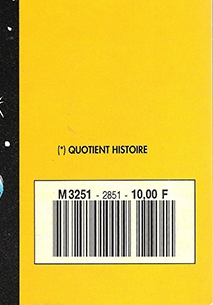 (*) QUOTIENT HISTOIRE
M 3251 - 2851 - 10,00 F